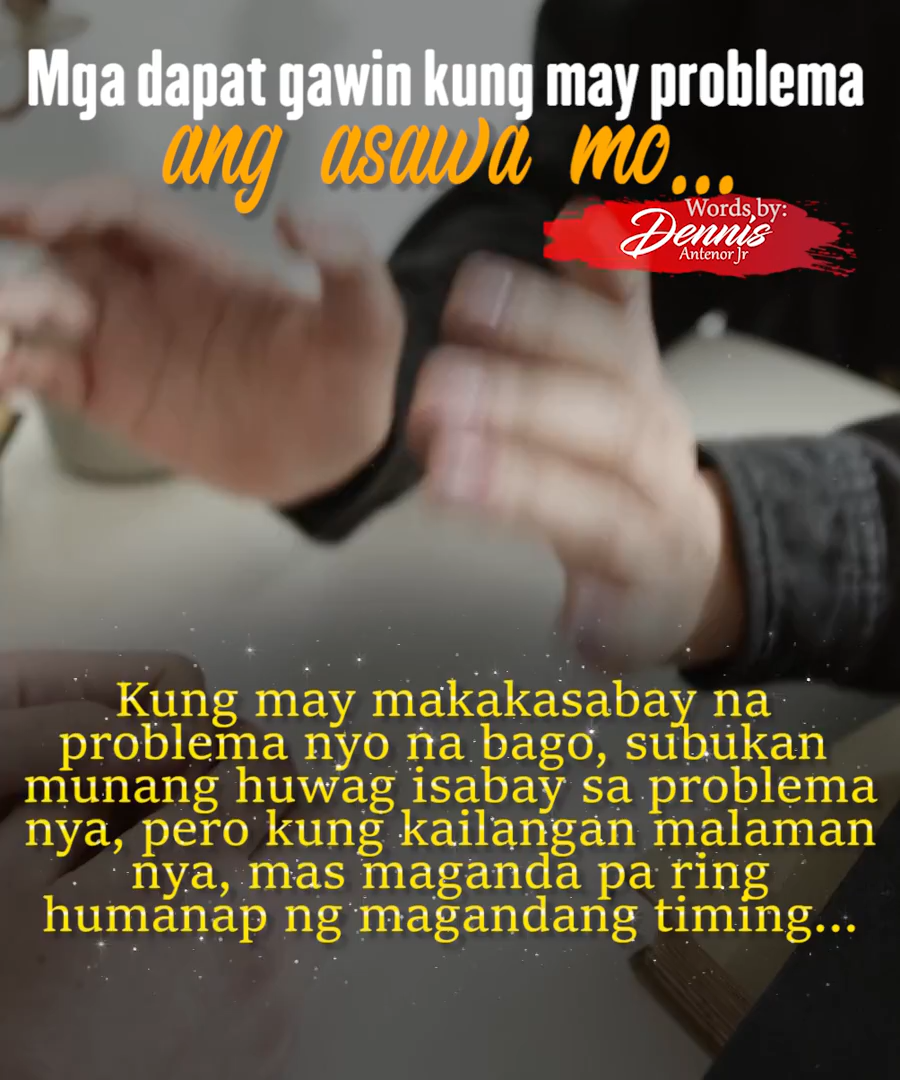 Mga dapat gawin kung may problema
ang asawa mo...
Words by:
Dennis
Antenor Jr
Kung may makakasabay na
problema nyo na bago, subukan
munang huwag isabay sa problema
nya, pero kung kailangan malaman
nya, mas maganda pa ring
humanap ng magandang timing...